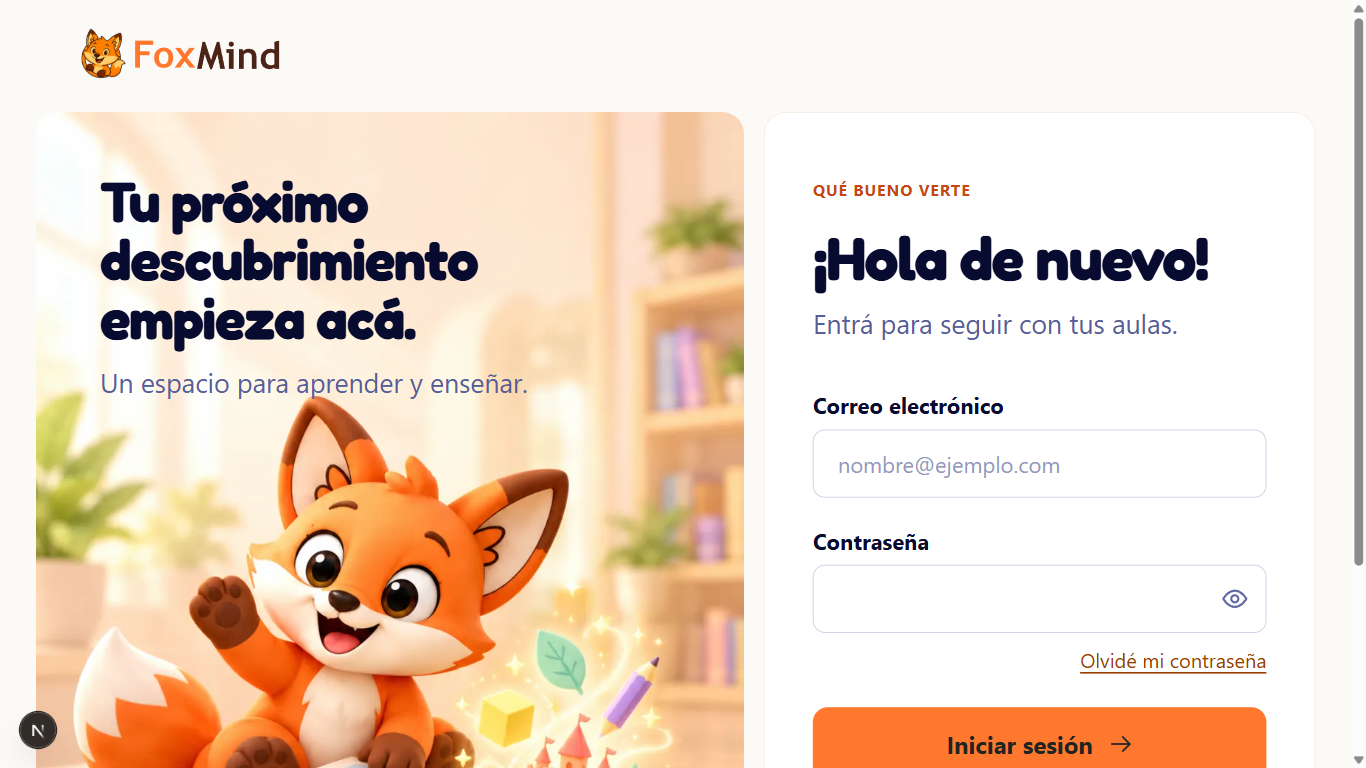 FoxMind
Tu próximo
descubrimiento
empieza acá.
Un espacio para aprender y enseñar.
QUÉ BUENO VERTE
¡Hola de nuevo!
Entrá para seguir con tus aulas.
Correo electrónico
nombre@ejemplo.com
Contraseña
Olvidé mi contraseña
Iniciar sesión →
N